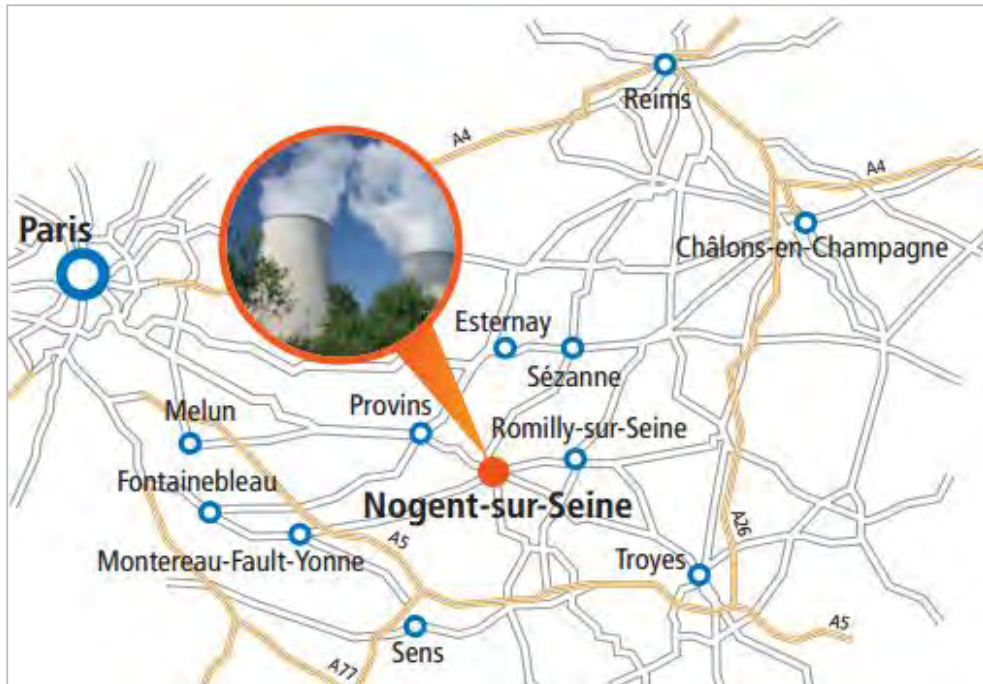 Reims
A4
A4
Paris
Châlons-en-Champagne
Esternay
Sézanne
Melun
Provins
Romilly-sur-Seine
Fontainebleau
Nogent-sur-Seine
A5
A26
Montereau-Fault-Yonne
Troyes
A5
Sens
A77